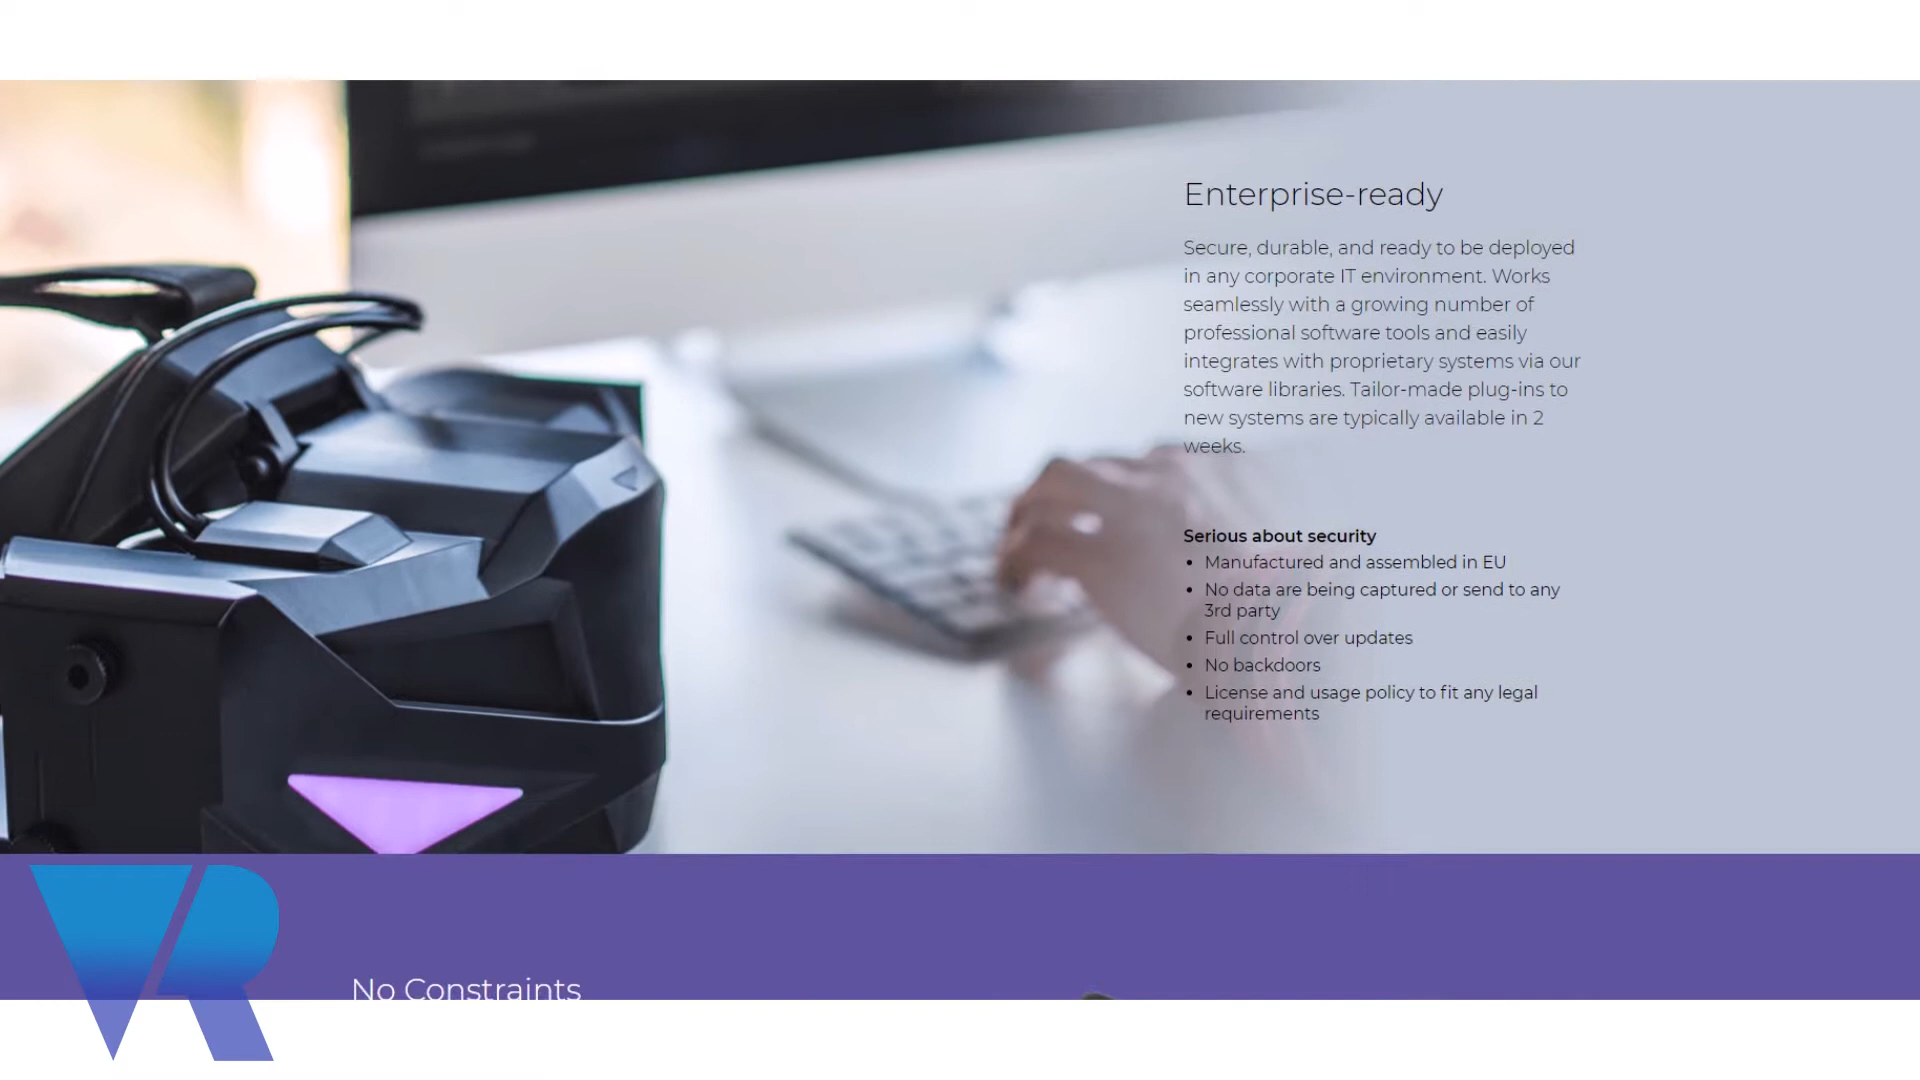 Enterprise-ready
Secure, durable, and ready to be deployed
in any corporate IT environment. Works
seamlessly with a growing number of
professional software tools and easily
integrates with proprietary systems via our
software libraries. Tailor-made plug-ins to
new systems are typically available in 2
weeks.
Serious about security
• Manufactured and assembled in EU
• No data are being captured or send to any
3rd party
• Full control over updates
• No backdoors
• License and usage policy to fit any legal
requirements
No Constraints
VR